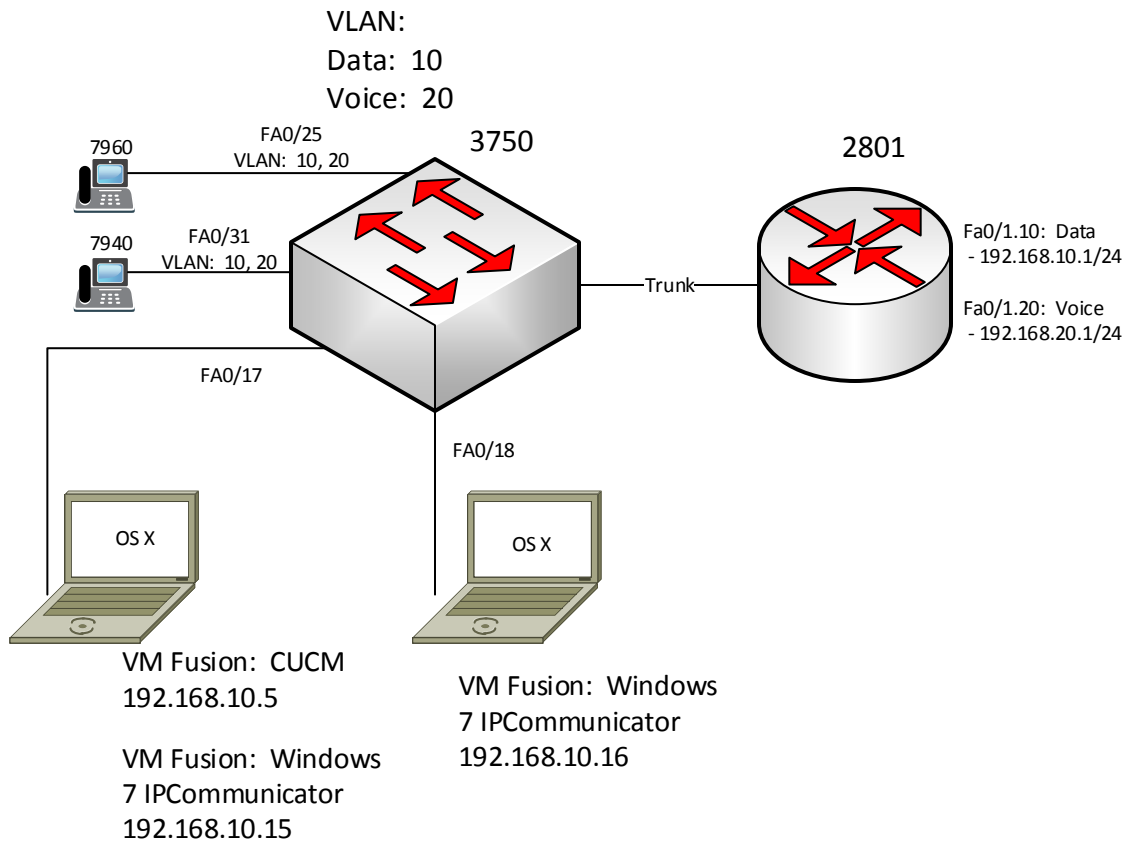 VLAN:
Data: 10
Voice: 20
3750
2801
7960
FA0/25
VLAN: 10, 20
7940
FA0/31
VLAN: 10, 20
Trunk
Fa0/1.10: Data
- 192.168.10.1/24
Fa0/1.20: Voice
- 192.168.20.1/24
FA0/17
FA0/18
OS X
OS X
VM Fusion: CUCM
192.168.10.5
VM Fusion: Windows
7 IPCommunicator
192.168.10.15
VM Fusion: Windows
7 IPCommunicator
192.168.10.16